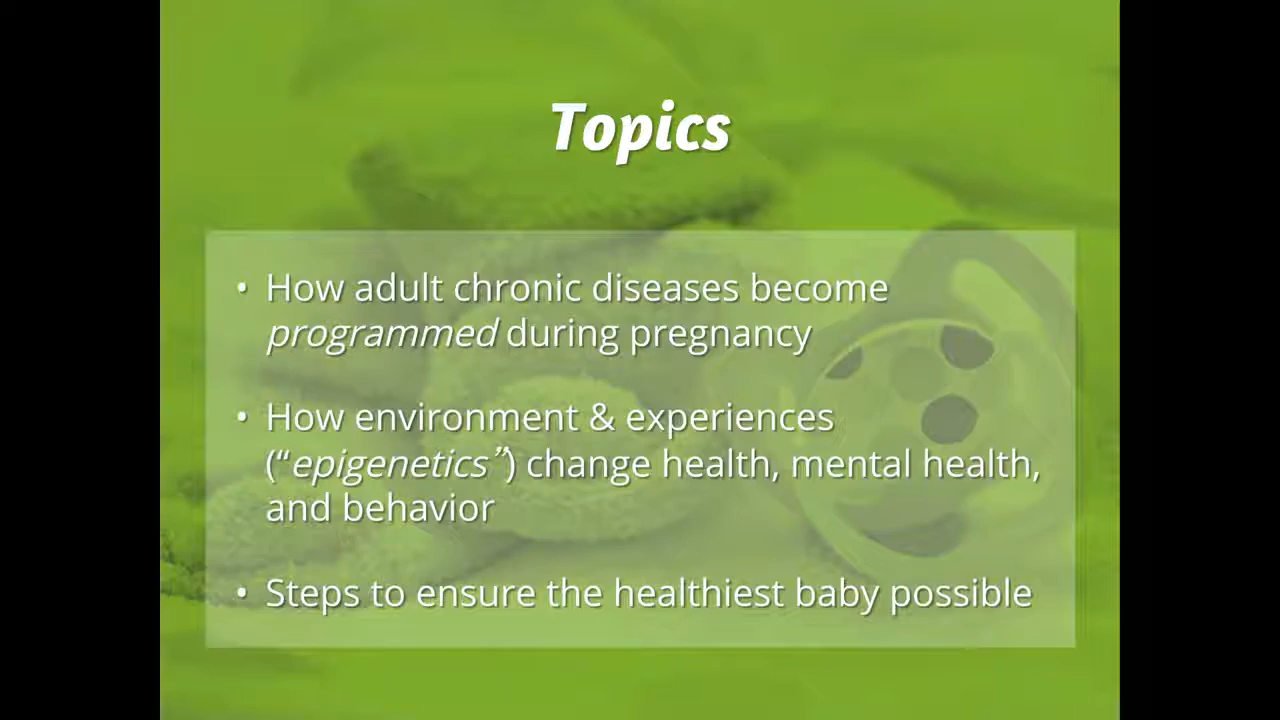 Topics
• How adult chronic diseases become
programmed during pregnancy
• How environment & experiences
(“epigenetics”) change health, mental health,
and behavior
• Steps to ensure the healthiest baby possible